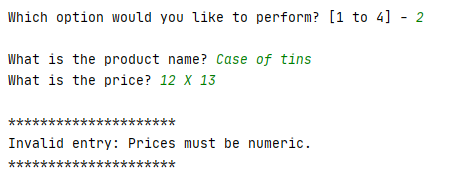 Which option would you like to perform? [1 to 4] - 2
What is the product name? Case of tins
What is the price? 12 X 13
*********************
Invalid entry: Prices must be numeric.
*********************